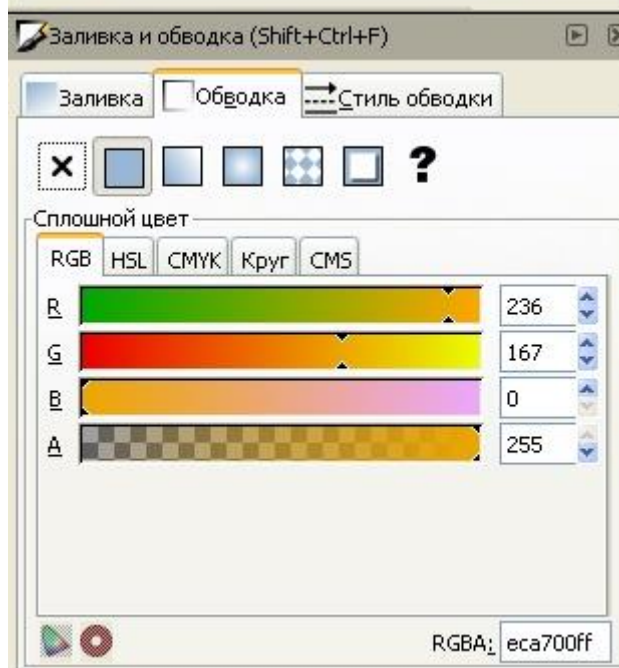 Заливка и обводка (Shift+Ctrl+F)
Заливка Обводка Стиль обводки
?
Сплошной цвет
RGB HSL CMYK Круг CMS
R 236
G 167
B 0
A 255
RGBA: eca700ff